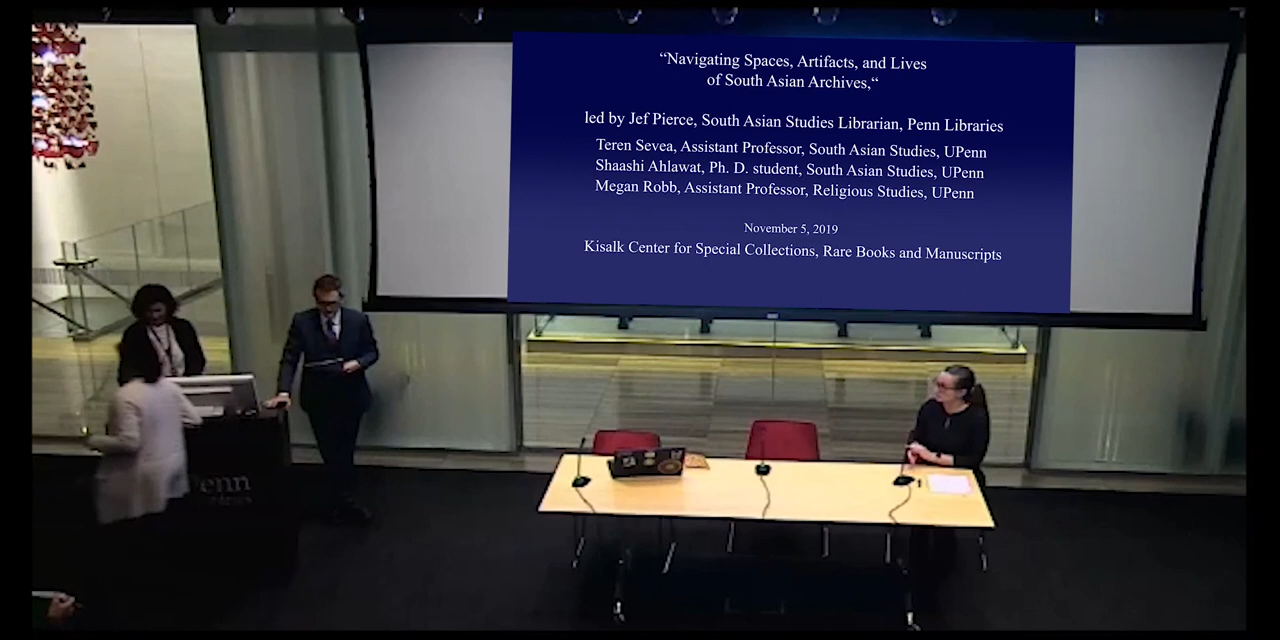 “Navigating Spaces, Artifacts, and Lives
of South Asian Archives,“
led by Jef Pierce, South Asian Studies Librarian, Penn Libraries
Teren Sevea, Assistant Professor, South Asian Studies, UPenn
Shaashi Ahlawat, Ph. D. student, South Asian Studies, UPenn
Megan Robb, Assistant Professor, Religious Studies, UPenn
November 5, 2019
Kisalk Center for Special Collections, Rare Books and Manuscripts
enn